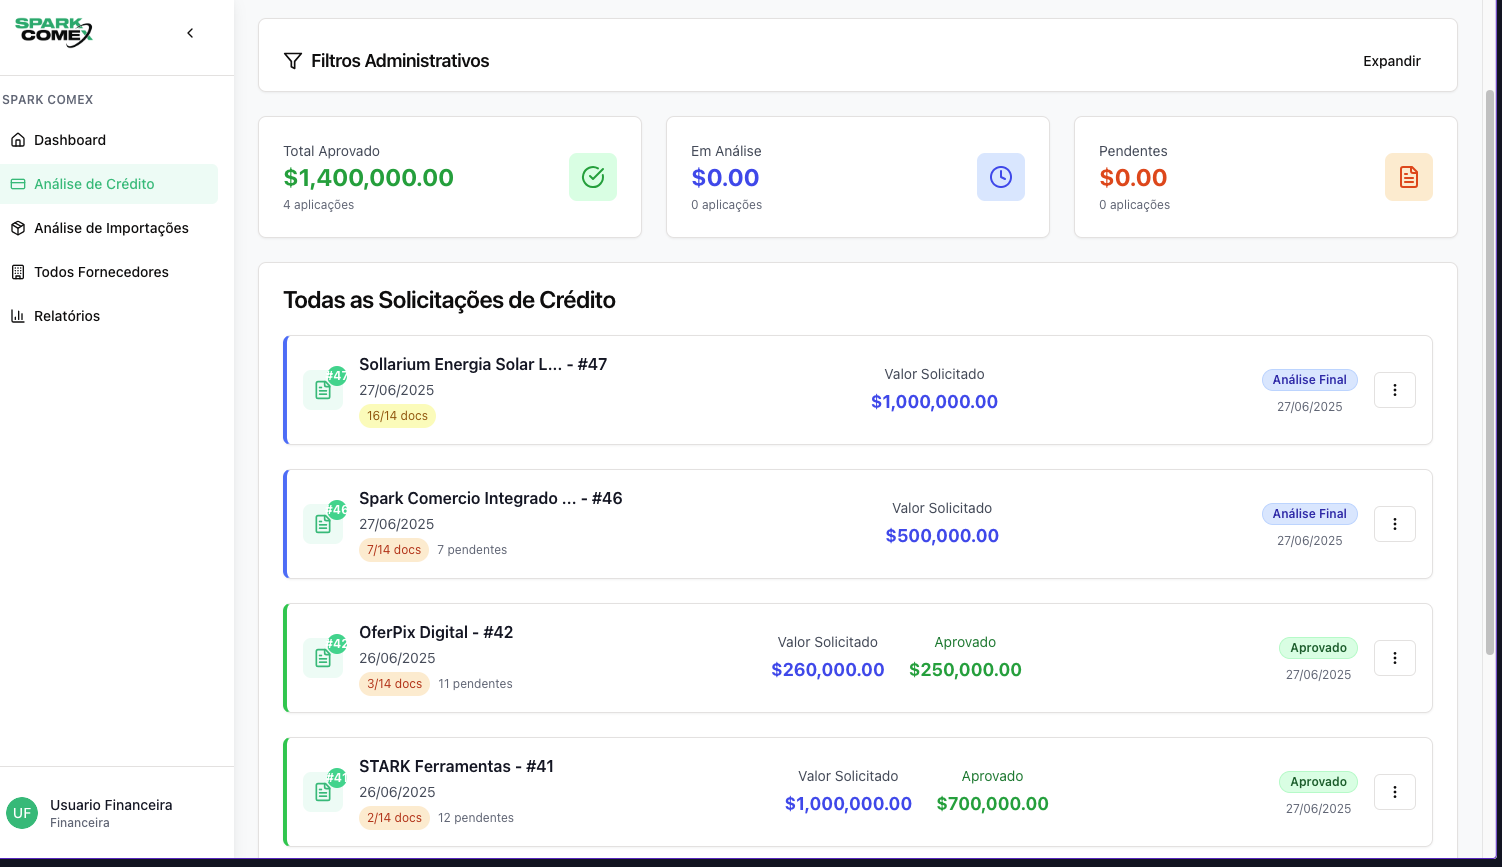 SPARK
COMEX
SPARK COMEX
Dashboard
Análise de Crédito
Análise de Importações
Todos Fornecedores
Relatórios
UF
Usuario Financeira
Financeira
Filtros Administrativos
Expandir
Total Aprovado
$1,400,000.00
4 aplicações
Em Análise
$0.00
0 aplicações
Pendentes
$0.00
0 aplicações
Todas as Solicitações de Crédito
#47
Sollarium Energia Solar L... - #47
27/06/2025
16/14 docs
Valor Solicitado
$1,000,000.00
Análise Final
27/06/2025
#46
Spark Comercio Integrado ... - #46
27/06/2025
7/14 docs 7 pendentes
Valor Solicitado
$500,000.00
Análise Final
27/06/2025
#42
OferPix Digital - #42
26/06/2025
3/14 docs 11 pendentes
Valor Solicitado
$260,000.00
Aprovado
$250,000.00
Aprovado
27/06/2025
#41
STARK Ferramentas - #41
26/06/2025
2/14 docs 12 pendentes
Valor Solicitado
$1,000,000.00
Aprovado
$700,000.00
Aprovado
27/06/2025